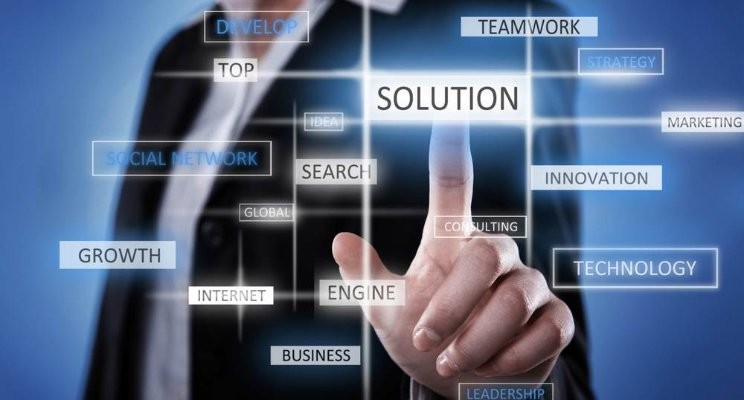 DEVELOP
TEAMWORK
TOP
STRATEGY
SOLUTION
IDEA
MARKETING
SOCIAL NETWORK
SEARCH
INNOVATION
GLOBAL
CONSULTING
GROWTH
TECHNOLOGY
INTERNET
ENGINE
BUSINESS
LEADERSHIP